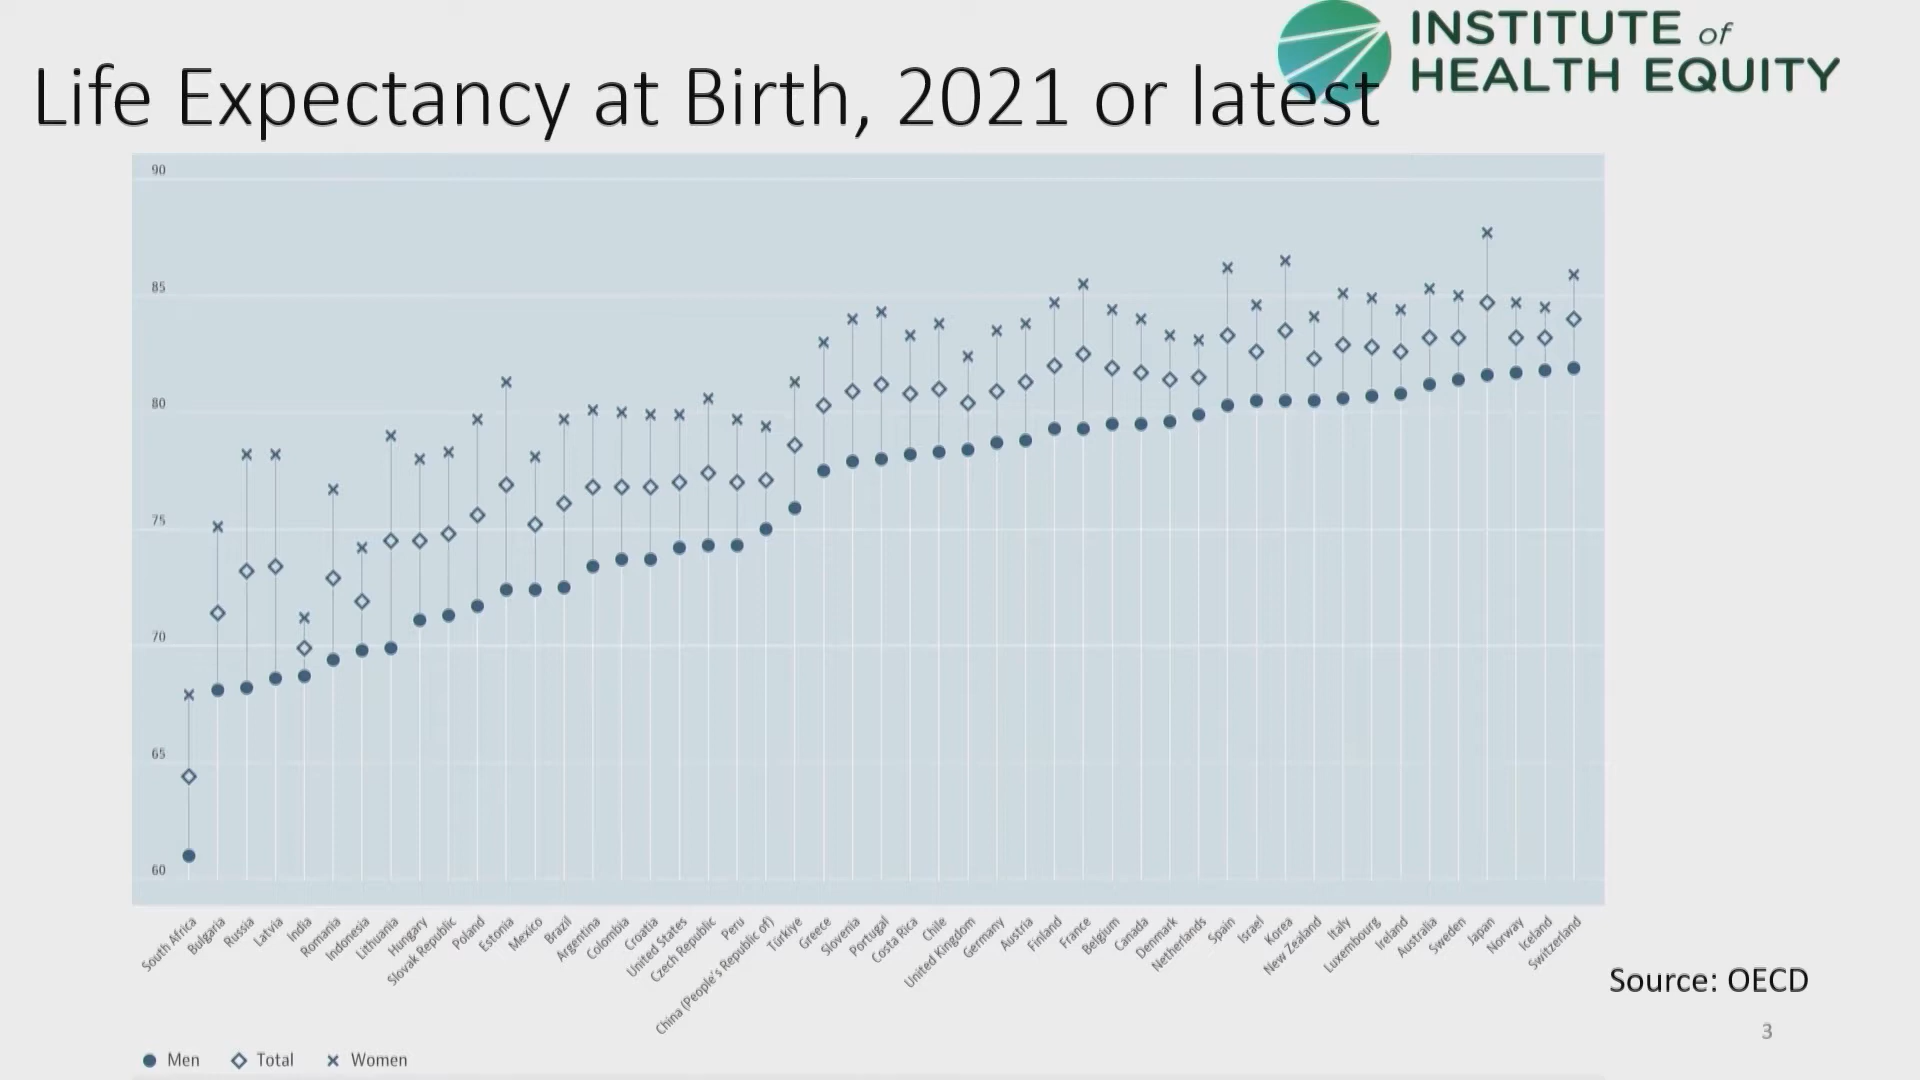 INSTITUTE of
HEALTH EQUITY
Life Expectancy at Birth, 2021 or latest
90
85
80
75
70
65
60
South Africa
Bulgaria
Russia
Latvia
India
Romania
Indonesia
Lithuania
Hungary
Slovak Republic
Poland
Estonia
Mexico
Brazil
Argentina
Colombia
Croatia
United States
Czech Republic
Peru
China (People's Republic of)
Türkiye
Greece
Slovenia
Portugal
Costa Rica
Chile
United Kingdom
Germany
Austria
Finland
France
Belgium
Canada
Denmark
Netherlands
Spain
Israel
Korea
New Zealand
Italy
Luxembourg
Ireland
Australia
Sweden
Japan
Norway
Iceland
Switzerland
Source: OECD
3
Men Total Women